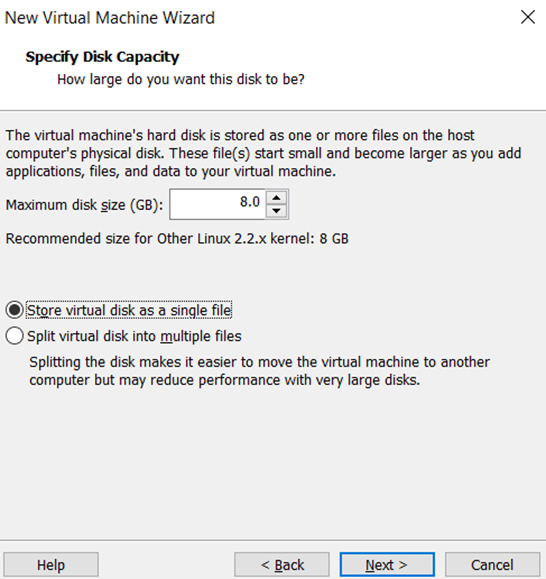 New Virtual Machine Wizard
Specify Disk Capacity
How large do you want this disk to be?
The virtual machine's hard disk is stored as one or more files on the host
computer's physical disk. These file(s) start small and become larger as you add
applications, files, and data to your virtual machine.
Maximum disk size (GB): 8.0
Recommended size for Other Linux 2.2.x kernel: 8 GB
Store virtual disk as a single file
Split virtual disk into multiple files
Splitting the disk makes it easier to move the virtual machine to another
computer but may reduce performance with very large disks.
Help < Back Next > Cancel